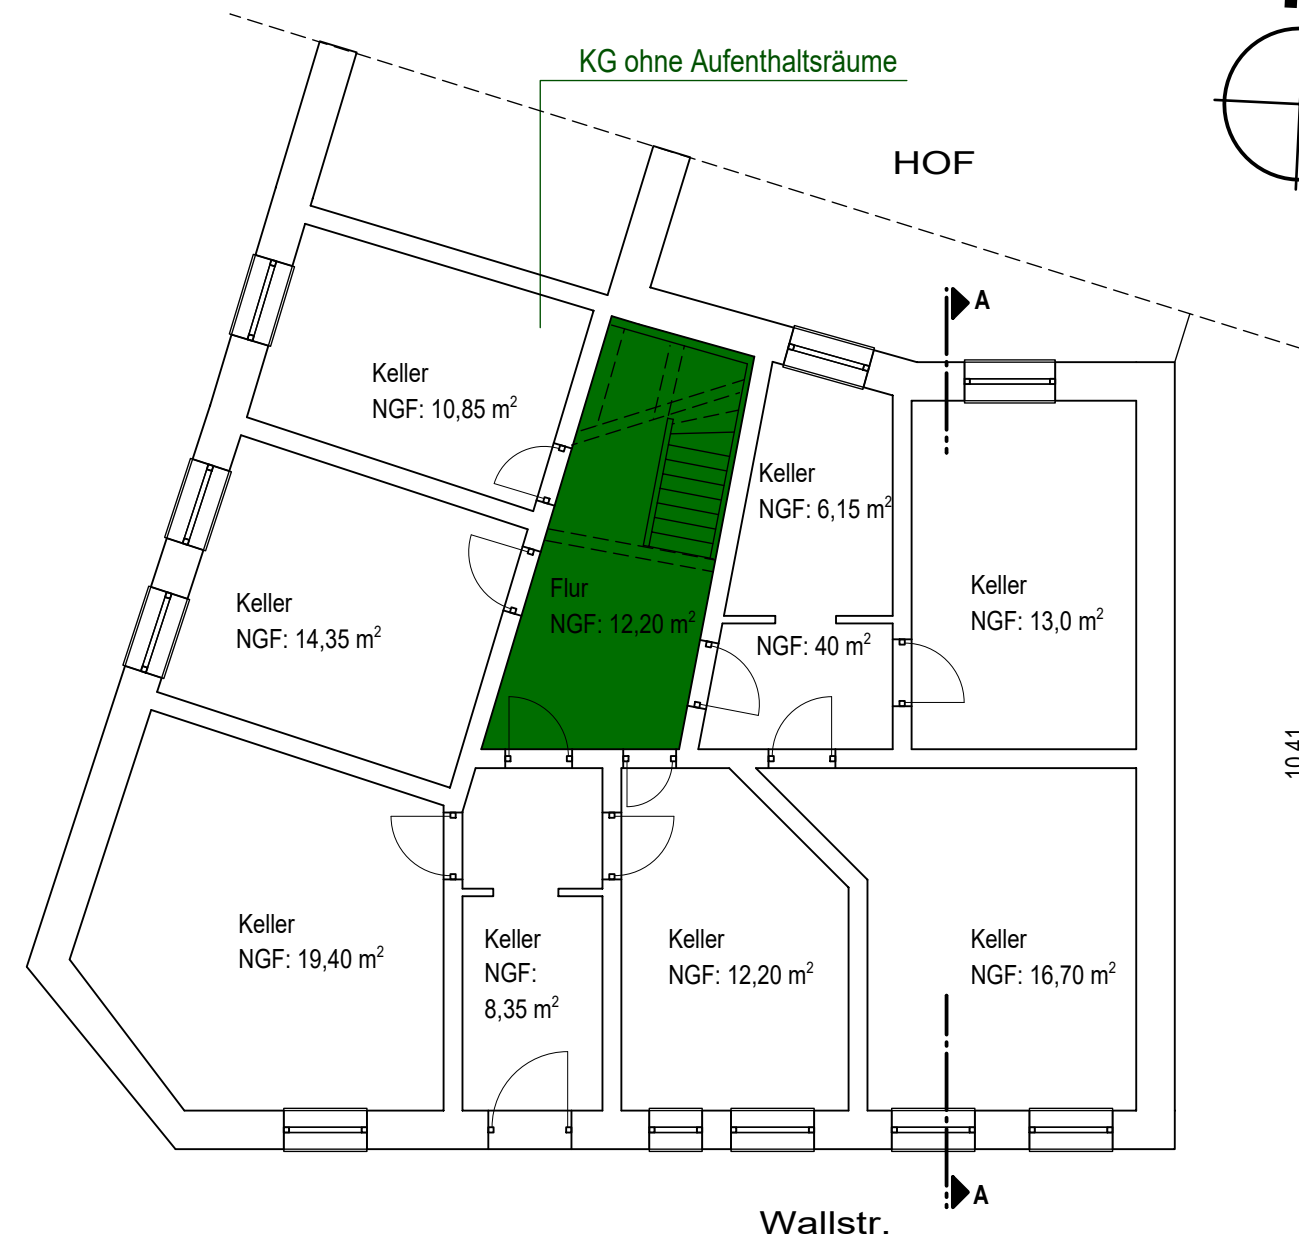 KG ohne Aufenthaltsräume
HOF
A
Keller
NGF: 10,85 m²
Keller
NGF: 6,15 m²
Keller
NGF: 14,35 m²
Flur
NGF: 12,20 m²
Keller
NGF: 13,0 m²
NGF: 40 m²
10,41
Keller
NGF: 19,40 m²
Keller
NGF:
8,35 m²
Keller
NGF: 12,20 m²
Keller
NGF: 16,70 m²
A
Wallstr.